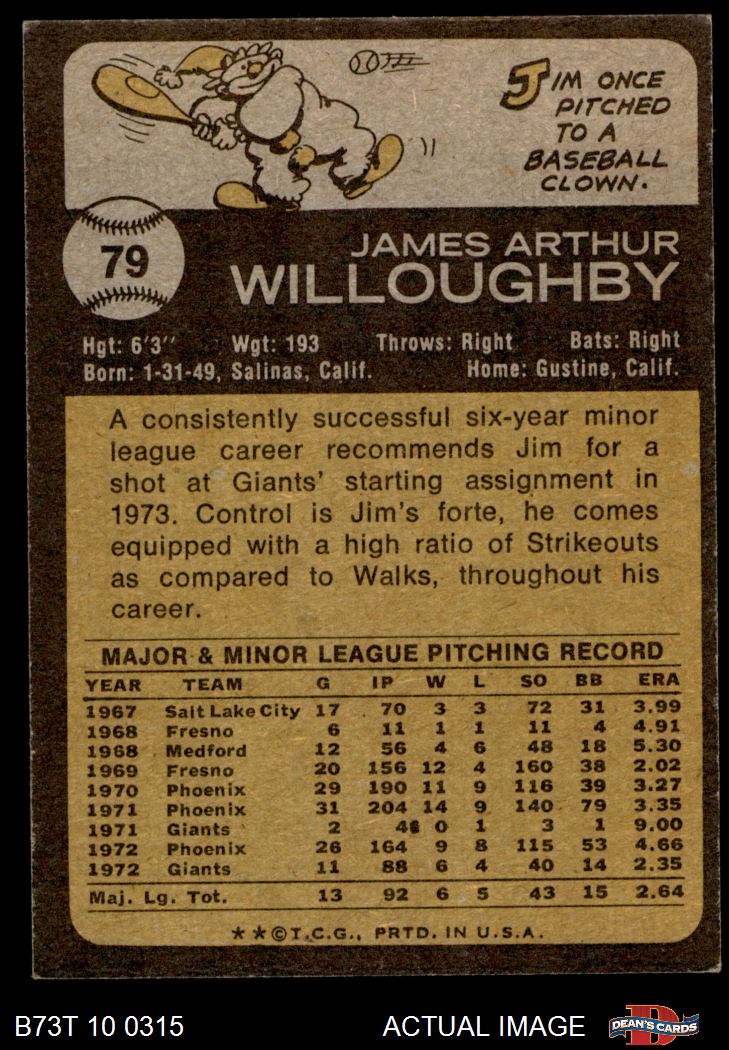 JIM ONCE
PITCHED
TO A
BASEBALL
CLOWN.
79
JAMES ARTHUR
WILLOUGHBY
Hgt: 6'3" Wgt: 193 Throws: Right Bats: Right
Born: 1-31-49, Salinas, Calif. Home: Gustine, Calif.
A consistently successful six-year minor
league career recommends Jim for a
shot at Giants' starting assignment in
1973. Control is Jim's forte, he comes
equipped with a high ratio of Strikeouts
as compared to Walks, throughout his
career.
MAJOR & MINOR LEAGUE PITCHING RECORD
YEAR TEAM G IP W L SO BB ERA
1967 Salt Lake City 17 70 3 3 72 31 3.99
1968 Fresno 6 11 1 1 11 4 4.91
1968 Medford 12 56 4 6 48 18 5.30
1969 Fresno 20 156 12 4 160 38 2.02
1970 Phoenix 29 190 11 9 116 39 3.27
1971 Phoenix 31 204 14 9 140 79 3.35
1971 Giants 2 4 0 1 3 1 9.00
1972 Phoenix 26 164 9 8 115 53 4.66
1972 Giants 11 88 6 4 40 14 2.35
Maj. Lg. Tot. 13 92 6 5 43 15 2.64
**©T.C.G., PRTD. IN U.S.A.
B73T 10 0315 ACTUAL IMAGE DEAN'S CARDS